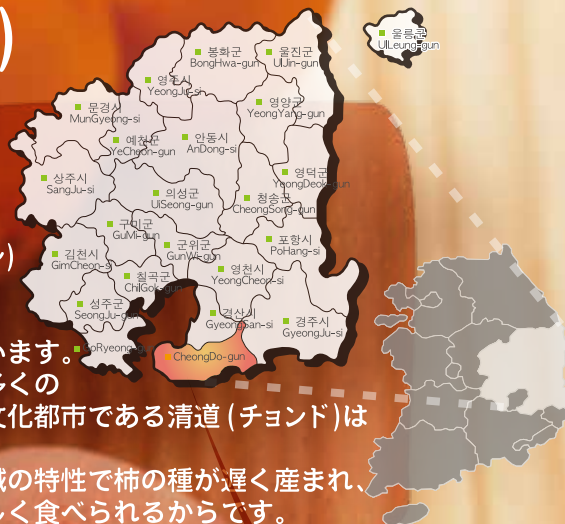 )
울릉군
UlLeung-gun
봉화군
BongHwa-gun
울진군
UlJin-gun
영주시
YeongJu-si
영양군
YeongYang-gun
문경시
MunGyeong-si
예천군
YeCheon-gun
안동시
AnDong-si
상주시
SangJu-si
영덕군
YeongDeok-gun
의성군
UiSeong-gun
청송군
CheongSong-gun
구미군
GuMi-gun
군위군
GunWi-gun
포항시
PoHang-si
김천시
GimCheon-si
칠곡군
ChilGok-gun
영천시
YeongCheon-si
성주군
SeongJu-gun
경산시
GyeongSan-si
경주시
GyeongJu-si
CheongDo-gun
)
います。
多くの
文化都市である清道 (チョンド)は
域の特性で柿の種が遅く産まれ、
しく食べられるからです。